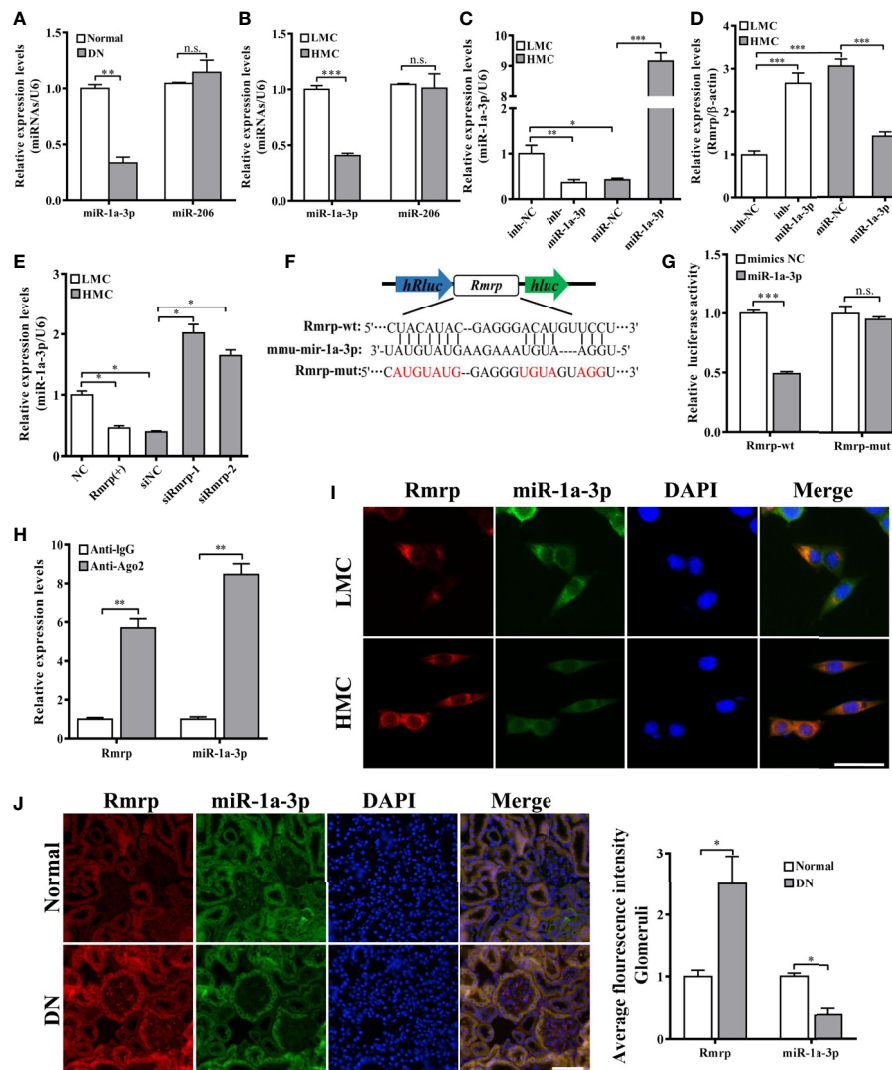 A
Normal
DN
Relative expression levels
(miRNAs/U6)
1.5
1.0
0.5
0.0
**
n.s.
miR-1a-3p
miR-206
B
LMC
HMC
Relative expression levels
(miRNAs/U6)
1.5
1.0
0.5
0.0
***
n.s.
miR-1a-3p
miR-206
C
LMC
HMC
Relative expression levels
(miR-1a-3p/U6)
10
9
8
7
6
2
1
0
***
*
**
inh-NC
inh-
miR-1a-3p
miR-NC
miR-1a-3p
D
LMC
HMC
Relative expression levels
(Rmrp/β-actin)
5
4
3
2
1
0
***
***
***
inh-NC
inh-
miR-1a-3p
miR-NC
miR-1a-3p
E
LMC
HMC
Relative expression levels
(miR-1a-3p/U6)
3
2
1
0
*
*
*
*
NC
Rmrp(+)
siNC
siRmrp-1
siRmrp-2
F
hRluc
Rmrp
hluc
Rmrp-wt: 5'···CUACAUAC--GAGGGACAUGUUCCU···3'
mmu-mir-1a-3p: 3'-UAUGUAUGAAGAAAUGUA----AGGU-5'
Rmrp-mut: 5'···CAUGUAUG--GAGGGUGUAGUAGGU···3'
G
mimics NC
miR-1a-3p
Relative luciferase activity
1.5
1.0
0.5
0.0
***
n.s.
Rmrp-wt
Rmrp-mut
H
Anti-IgG
Anti-Ago2
Relative expression levels
10
8
6
4
2
0
**
**
Rmrp
miR-1a-3p
I
Rmrp
miR-1a-3p
DAPI
Merge
LMC
HMC
J
Rmrp
miR-1a-3p
DAPI
Merge
Normal
DN
Average flourescence intensity
Glomeruli
3
2
1
0
*
*
Normal
DN
Rmrp
miR-1a-3p